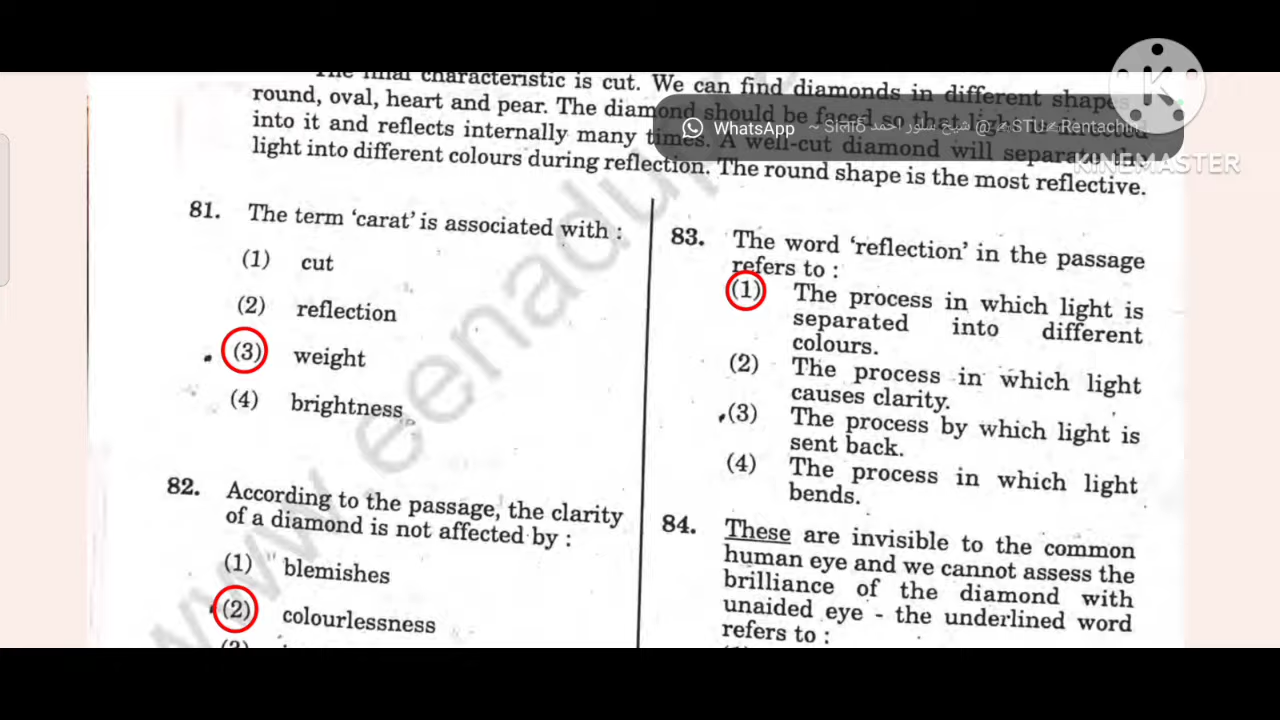 The final characteristic is cut. We can find diamonds in different shapes
round, oval, heart and pear. The diamond should be faced so that light
into it and reflects internally many times. A well-cut diamond will separate the
light into different colours during reflection. The round shape is the most reflective.
WhatsApp
KINEMASTER
81. The term 'carat' is associated with :
(1) cut
(2) reflection
(3) weight
(4) brightness
82. According to the passage, the clarity
of a diamond is not affected by :
(1) blemishes
(2) colourlessness
83. The word 'reflection' in the passage
refers to :
(1) The process in which light is
separated into different
colours.
(2) The process in which light
causes clarity.
(3) The process by which light is
sent back.
(4) The process in which light
bends.
84. These are invisible to the common
human eye and we cannot assess the
brilliance of the diamond with
unaided eye - the underlined word
refers to :